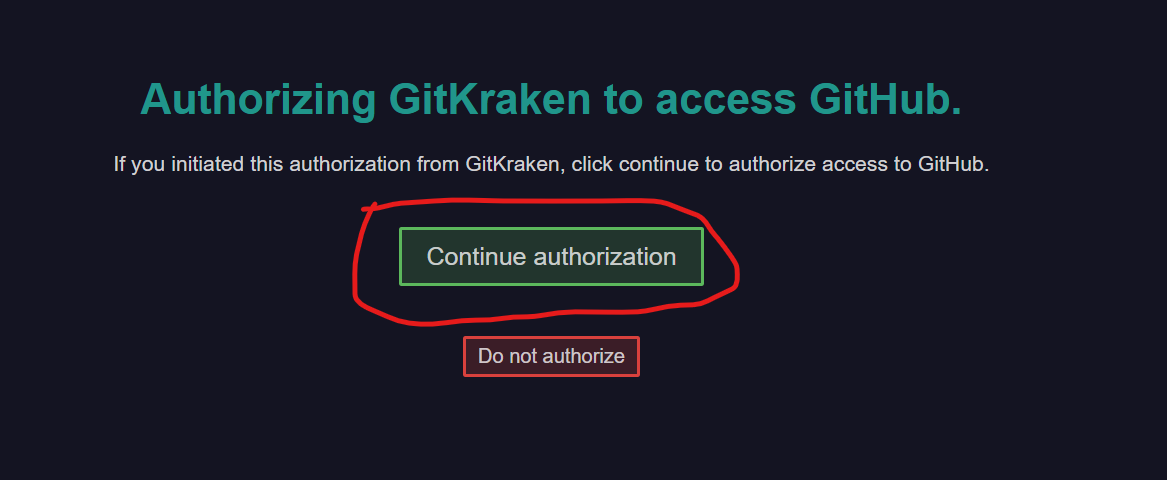 Authorizing GitKraken to access GitHub.
If you initiated this authorization from GitKraken, click continue to authorize access to GitHub.
Continue authorization
Do not authorize